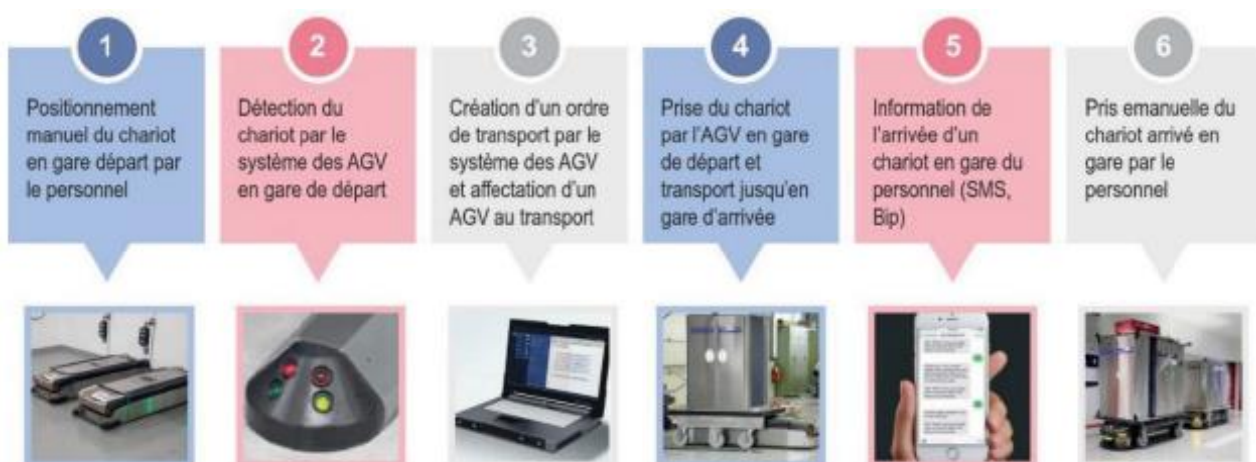 1
Positionnement
manuel du chariot
en gare départ par
le personnel
2
Détection du
chariot par le
système des AGV
en gare de départ
3
Création d'un ordre
de transport par le
système des AGV
et affectation d'un
AGV au transport
4
Prise du chariot
par l'AGV en gare
de départ et
transport jusqu'en
gare d'arrivée
5
Information de
l'arrivée d'un
chariot en gare du
personnel (SMS,
Bip)
6
Pris emanuelle du
chariot arrivé en
gare par le
personnel